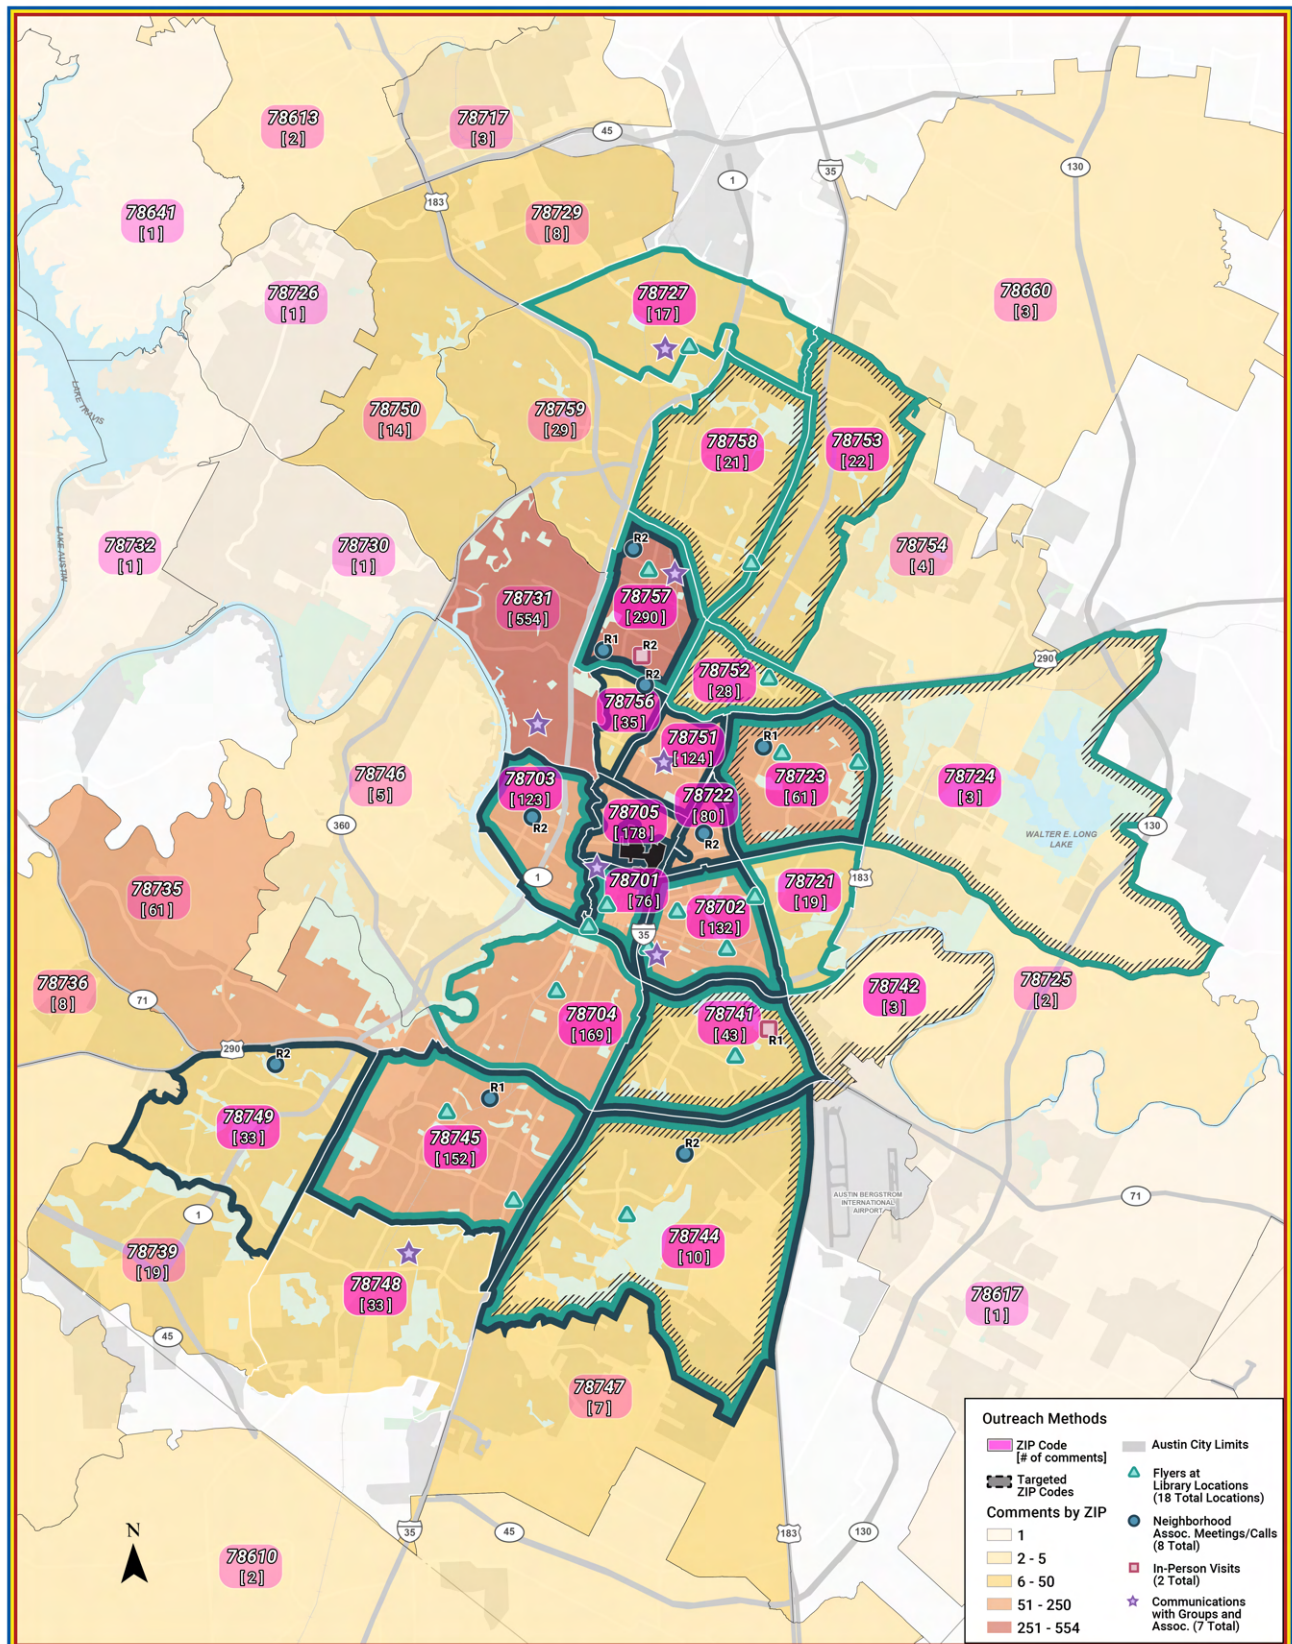 78613
[2]
78717
[3]
45
1
35
130
183
78641
[1]
78729
[8]
78726
[1]
78727
[17]
78660
[3]
LAKE TRAVIS
78750
[14]
78759
[29]
78758
[21]
78753
[22]
LAKE AUSTIN
78732
[1]
78730
[1]
R2
78754
[4]
78731
[554]
78757
[290]
R1
R2
R2
290
78752
[28]
78756
[35]
78751
[124]
R1
78746
[5]
78703
[123]
R2
78723
[61]
78724
[3]
78722
[80]
R2
78705
[178]
360
130
WALTER E. LONG
LAKE
78735
[61]
1
78701
[76]
78702
[132]
78721
[19]
183
35
78736
[8]
71
78742
[3]
78725
[2]
78704
[169]
78741
[43]
R1
290
R2
78749
[33]
R1
78745
[152]
R2
AUSTIN BERGSTROM
INTERNATIONAL
AIRPORT
71
1
78739
[19]
78748
[33]
78744
[10]
78617
[1]
45
78747
[7]
N
78610
[2]
35
45
183
130
Outreach Methods
ZIP Code
[# of comments]
Targeted
ZIP Codes
Comments by ZIP
1
2 - 5
6 - 50
51 - 250
251 - 554
Austin City Limits
Flyers at
Library Locations
(18 Total Locations)
Neighborhood
Assoc. Meetings/Calls
(8 Total)
In-Person Visits
(2 Total)
Communications
with Groups and
Assoc. (7 Total)